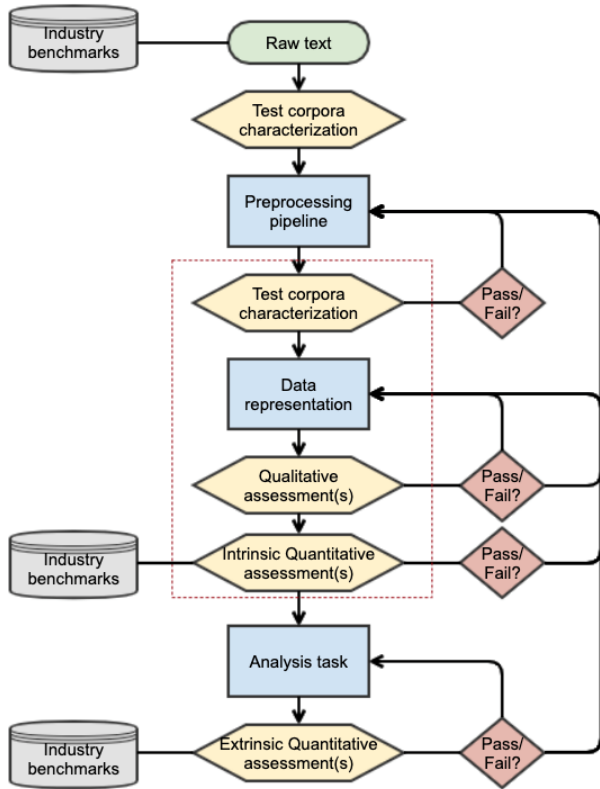 Industry
benchmarks
Raw text
Test corpora
characterization
Preprocessing
pipeline
Test corpora
characterization
Pass/
Fail?
Data
representation
Qualitative
assessment(s)
Pass/
Fail?
Industry
benchmarks
Intrinsic Quantitative
assessment(s)
Pass/
Fail?
Analysis task
Industry
benchmarks
Extrinsic Quantitative
assessment(s)
Pass/
Fail?